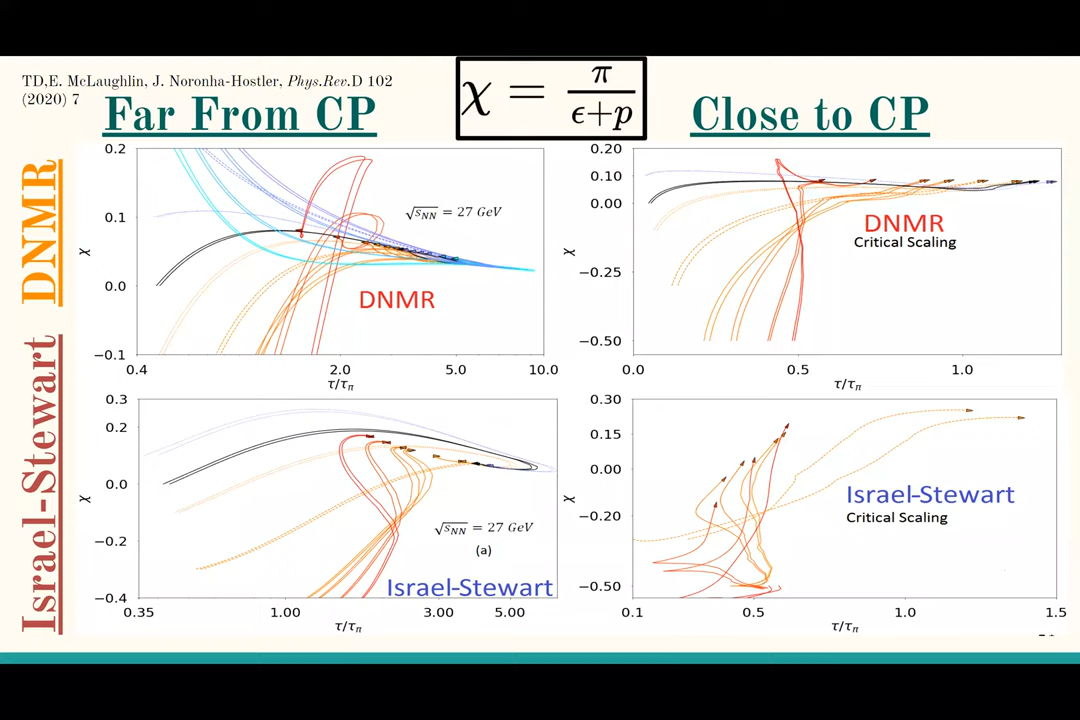 TD,E. McLaughlin, J. Noronha-Hostler, Phys.Rev.D 102
(2020) 7
χ = π / ϵ+p
Far From CP
Close to CP
DNMR
Israel-Stewart
0.2
0.1
0.0
−0.1
χ
√sNN = 27 GeV
DNMR
0.4 2.0 5.0 10.0
τ/τπ
0.20
0.10
0.00
−0.25
−0.50
χ
DNMR
Critical Scaling
0.0 0.5 1.0
τ/τπ
0.3
0.2
0.0
−0.2
−0.4
χ
√sNN = 27 GeV
(a)
Israel-Stewart
0.35 1.00 3.00 5.00
τ/τπ
0.30
0.15
0.00
−0.20
−0.50
χ
Israel-Stewart
Critical Scaling
0.1 0.5 1.0 1.5
τ/τπ